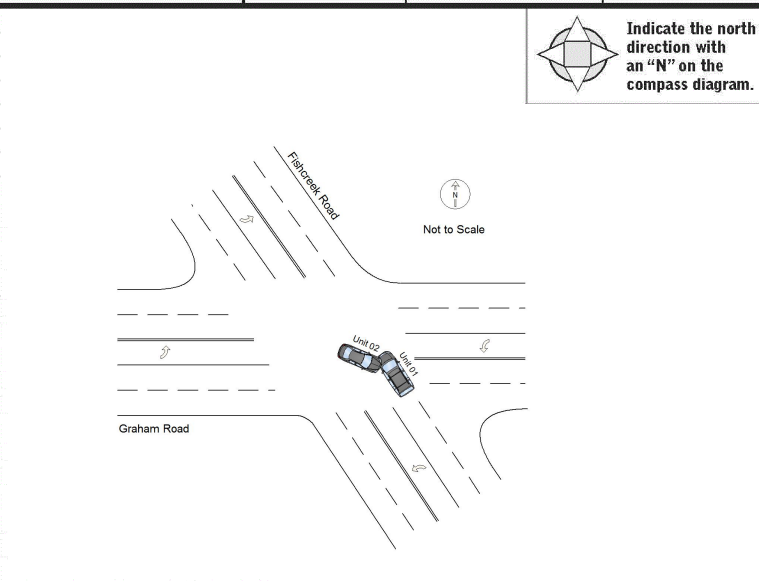 Indicate the north
direction with
an “N” on the
compass diagram.
Fishcreek Road
N
Not to Scale
Unit 02
Unit 01
Graham Road